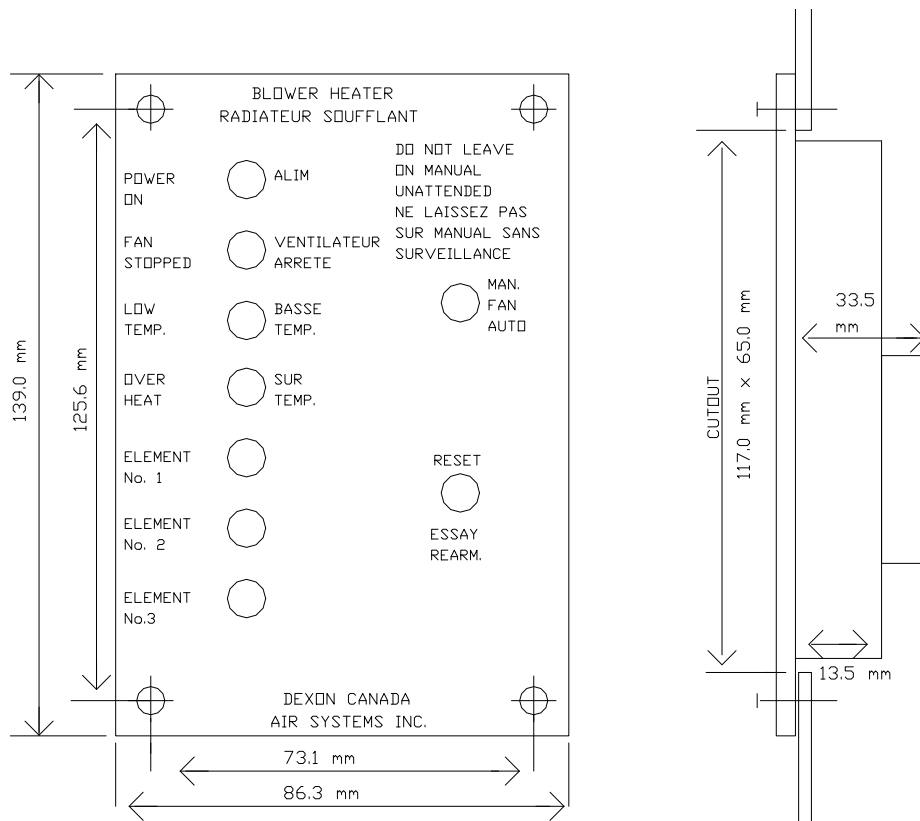 BLOWER HEATER
RADIATEUR SOUFFLANT
DO NOT LEAVE
ON MANUAL
UNATTENDED
NE LAISSEZ PAS
SUR MANUAL SANS
SURVEILLANCE
POWER
ON
ALIM
FAN
STOPPED
VENTILATEUR
ARRETE
LOW
TEMP.
BASSE
TEMP.
MAN.
FAN
AUTO
OVER
HEAT
SUR
TEMP.
ELEMENT
No. 1
RESET
ELEMENT
No. 2
ESSAY
REARM.
ELEMENT
No.3
DEXON CANADA
AIR SYSTEMS INC.
139.0 mm
125.6 mm
73.1 mm
86.3 mm
CUTOUT
117.0 mm x 65.0 mm
33.5
mm
13.5 mm